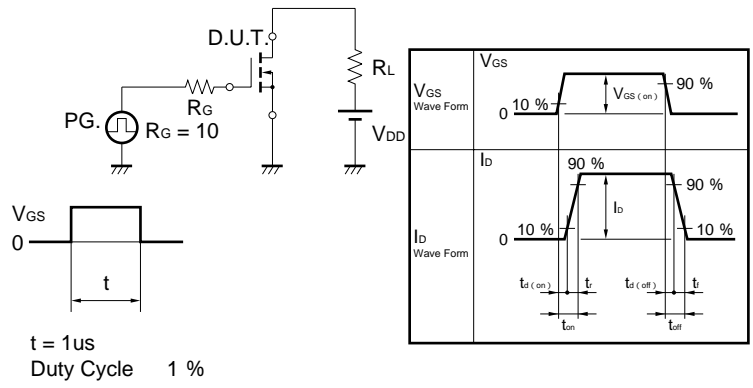 D.U.T.
RL
RG
PG.
RG = 10
VDD
VGS
0
t
t = 1us
Duty Cycle 1 %
VGS
Wave Form
VGS
10 %
0
VGS ( on )
90 %
ID
Wave Form
ID
90 %
90 %
ID
0
10 %
10 %
td ( on )
tr
td ( off )
tf
ton
toff